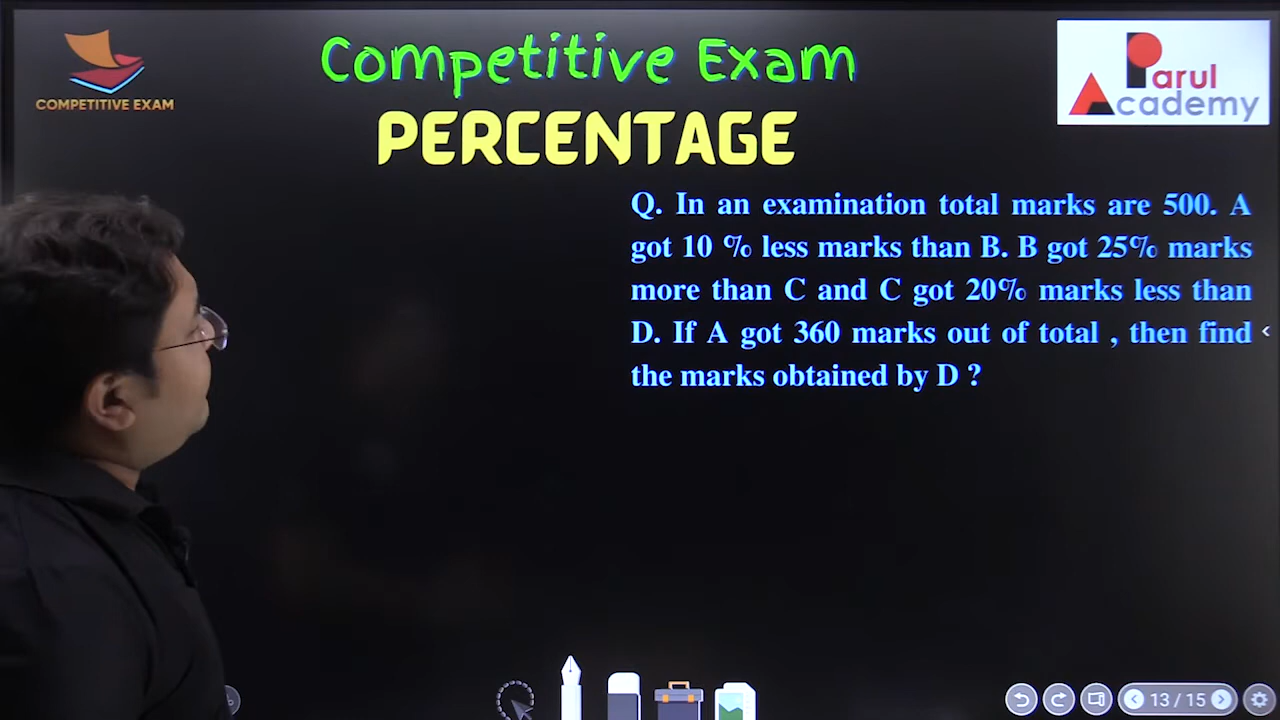 COMPETITIVE EXAM
Competitive Exam
PERCENTAGE
Parul
Academy
Q. In an examination total marks are 500. A
got 10 % less marks than B. B got 25% marks
more than C and C got 20% marks less than
D. If A got 360 marks out of total , then find
the marks obtained by D ?
13 / 15